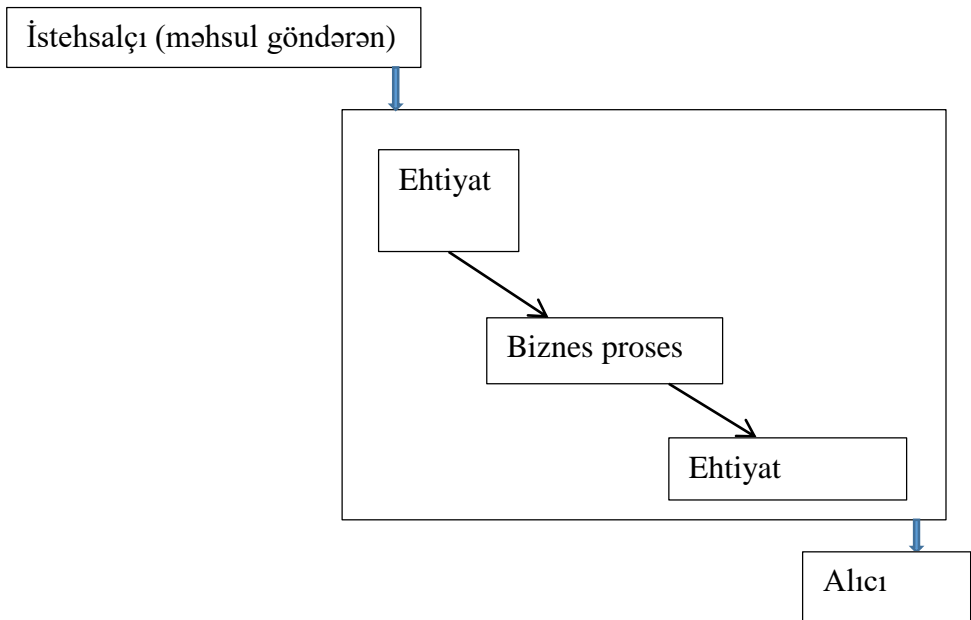 İstehsalçı (məhsul göndərən)
Ehtiyat
Biznes proses
Ehtiyat
Alıcı